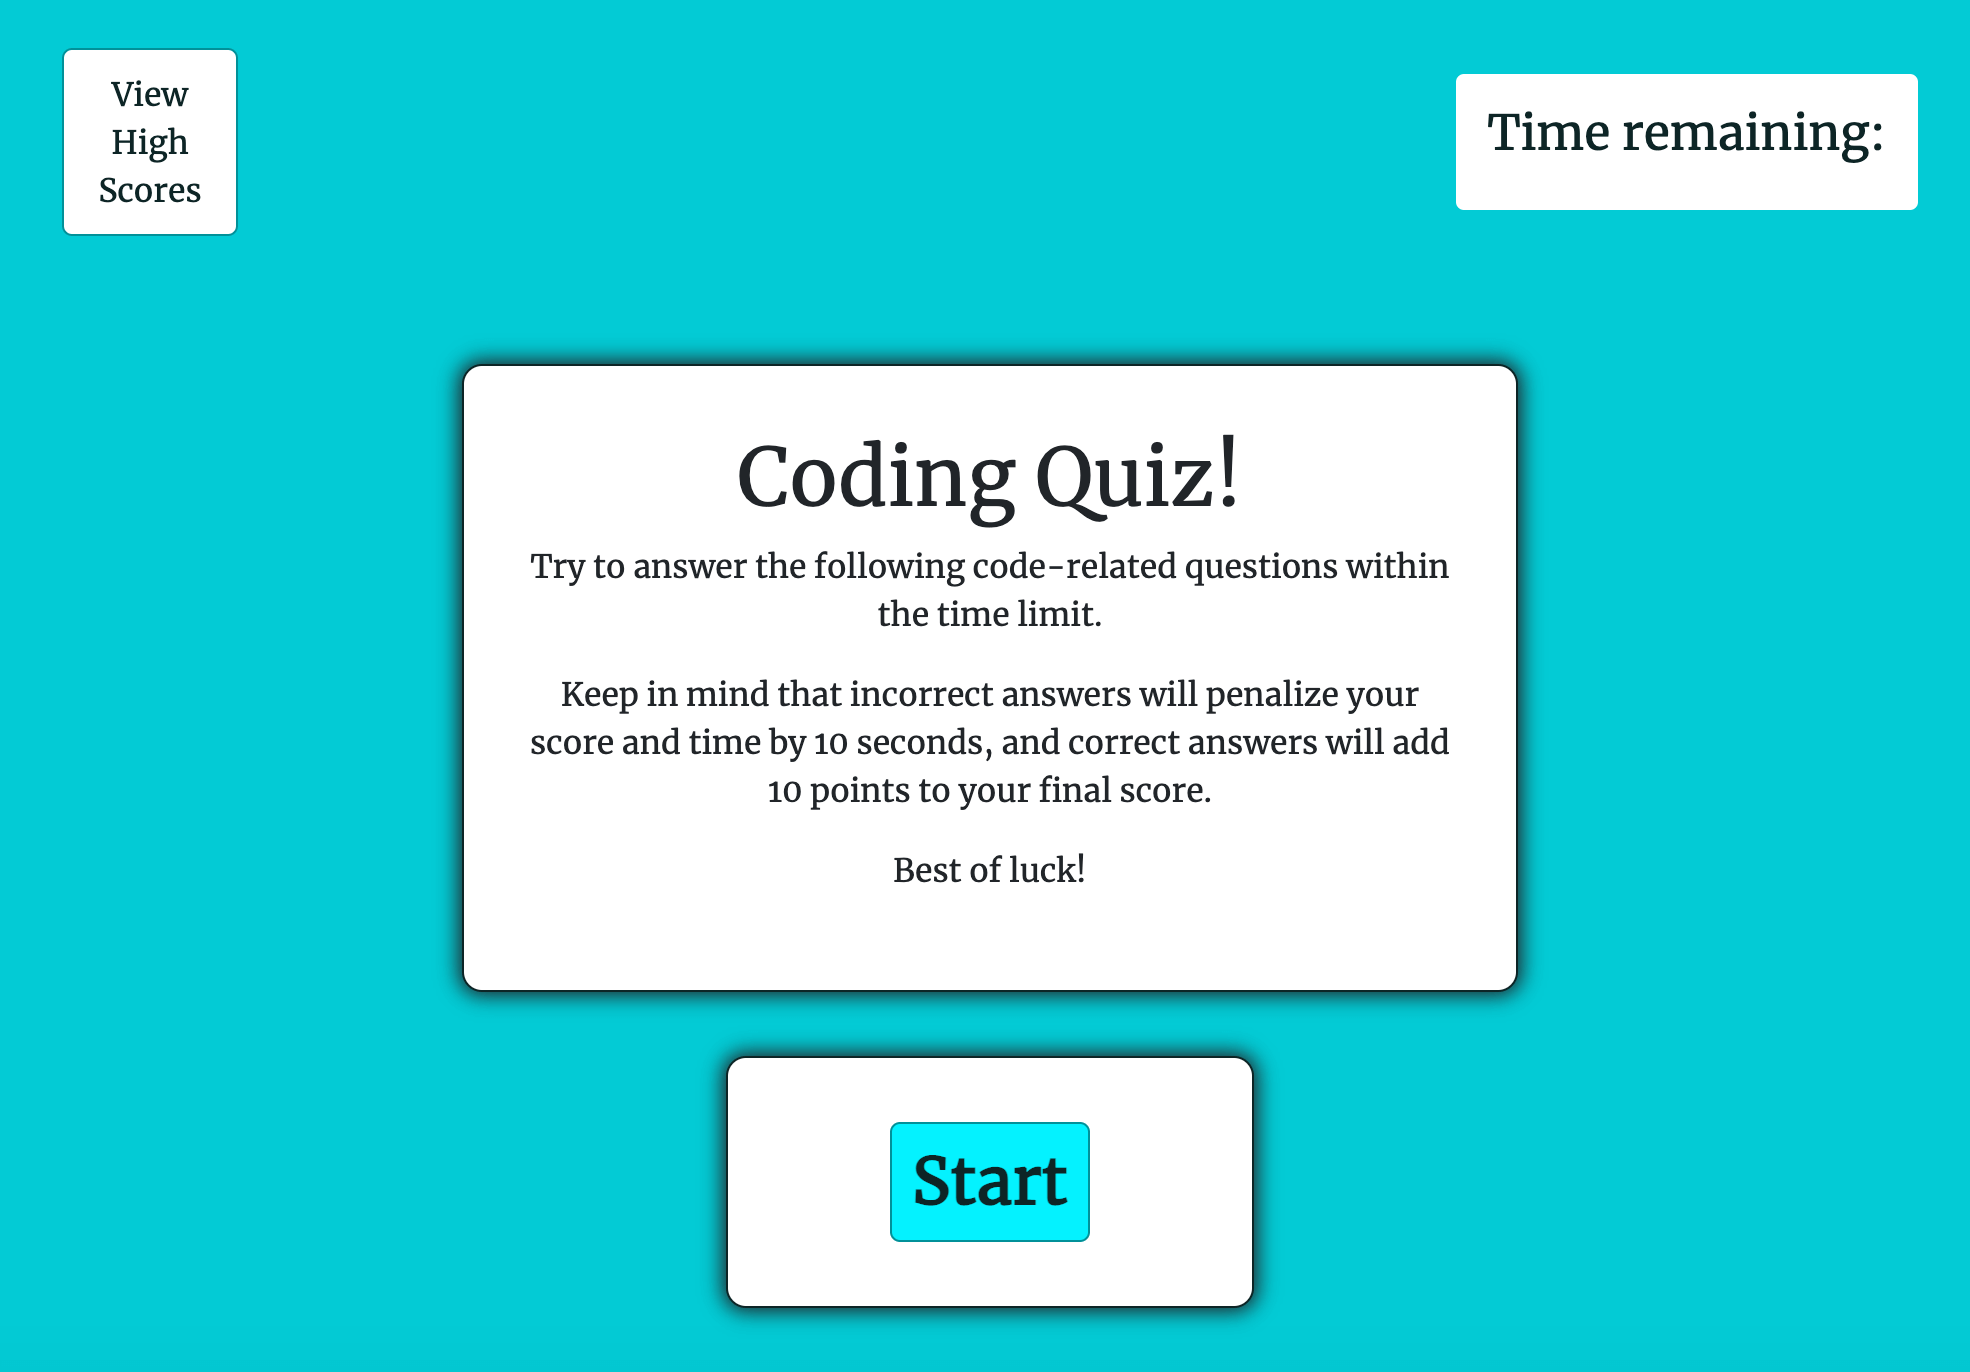 View
High
Scores
Time remaining:
Coding Quiz!
Try to answer the following code-related questions within
the time limit.
Keep in mind that incorrect answers will penalize your
score and time by 10 seconds, and correct answers will add
10 points to your final score.
Best of luck!
Start